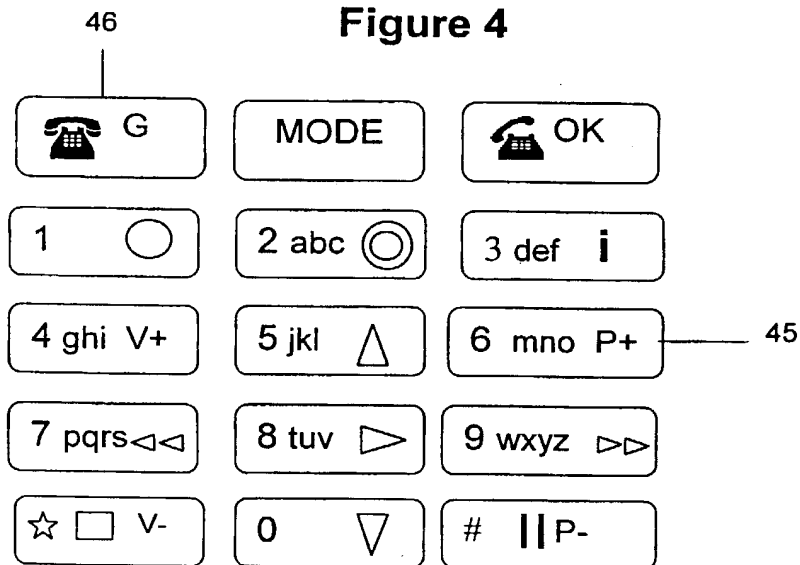 46
Figure 4
G MODE OK
1 2 abc 3 def i
4 ghi V+ 5 jkl 6 mno P+ 45
7 pqrs 8 tuv 9 wxyz
V- 0 # P-